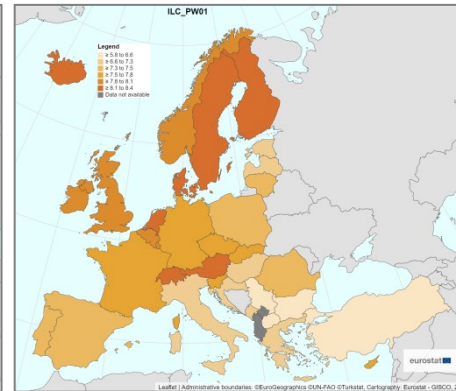 ILC_PW01
Legend
≥ 5.8 to 6.6
≥ 6.6 to 7.3
≥ 7.3 to 7.5
≥ 7.5 to 7.8
≥ 7.8 to 8.1
≥ 8.1 to 8.4
Data not available
eurostat
Leaflet | Administrative boundaries: ©EuroGeographics ©UN-FAO ©Turkstat, Cartography: Eurostat - GISCO,